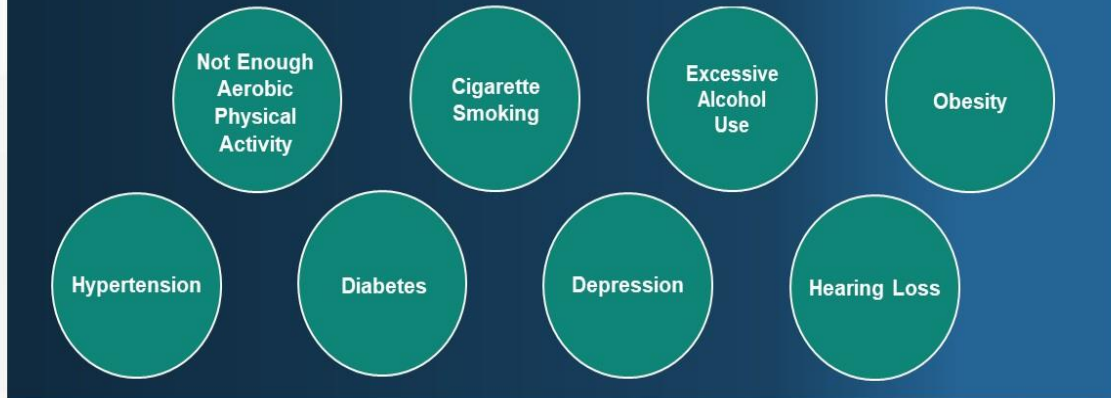 Not Enough
Aerobic
Physical
Activity
Cigarette
Smoking
Excessive
Alcohol
Use
Obesity
Hypertension
Diabetes
Depression
Hearing Loss